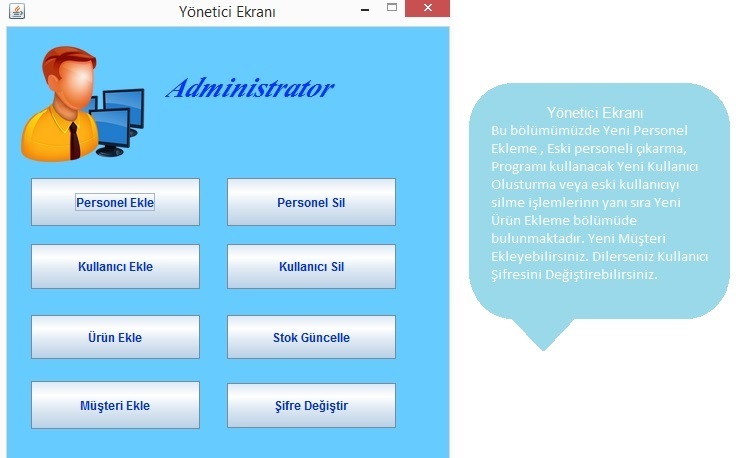 Yönetici Ekranı
Administrator
Personel Ekle
Personel Sil
Kullanıcı Ekle
Kullanıcı Sil
Ürün Ekle
Stok Güncelle
Müşteri Ekle
Şifre Değiştir
Yönetici Ekranı
Bu bölümümüzde Yeni Personel
Ekleme , Eski personeli çıkarma,
Programı kullanacak Yeni Kullanıcı
Olusturma veya eski kullanıcıyı
silme işlemlerinn yanı sıra Yeni
Ürün Ekleme bölümüde
bulunmaktadır. Yeni Müşteri
Ekleyebilirsiniz. Dilerseniz Kullanıcı
Şifresini Değiştirebilirsiniz.